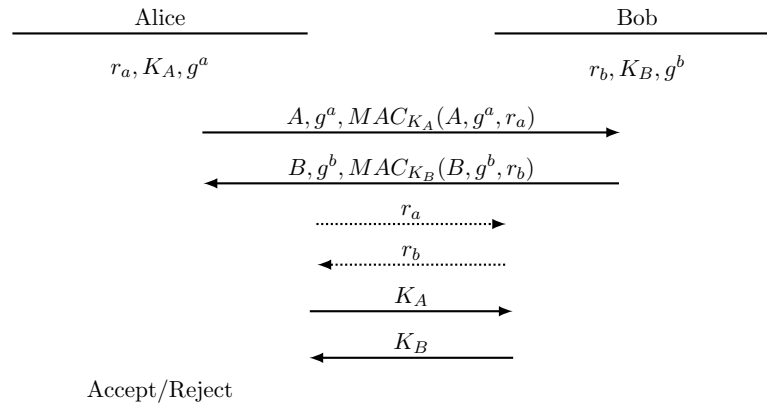 Alice Bob
r_a, K_A, g^a r_b, K_B, g^b
A, g^a, MAC_{K_A}(A, g^a, r_a)
B, g^b, MAC_{K_B}(B, g^b, r_b)
r_a
r_b
K_A
K_B
Accept/Reject